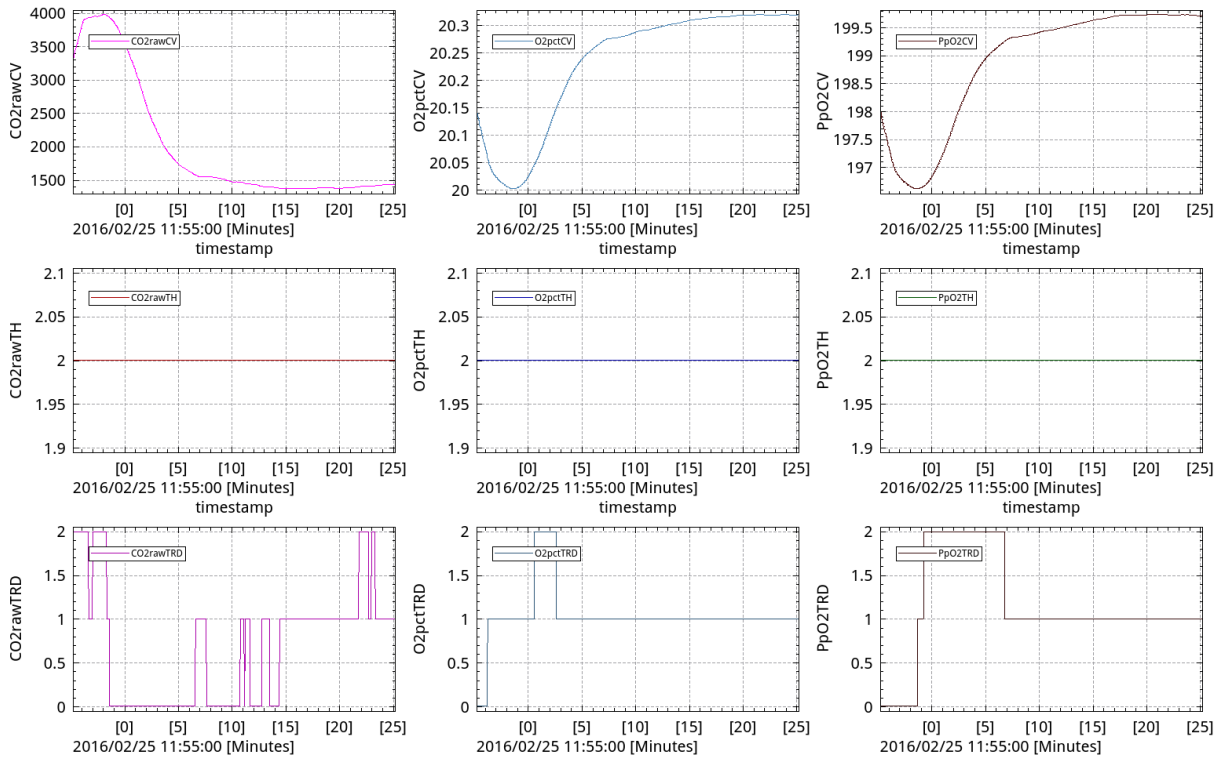 CO2rawCV
4000
3500
3000
2500
2000
1500
CO2rawCV
[0] [5] [10] [15] [20] [25]
2016/02/25 11:55:00 [Minutes]
timestamp
O2pctCV
20.3
20.25
20.2
20.15
20.1
20.05
20
O2pctCV
[0] [5] [10] [15] [20] [25]
2016/02/25 11:55:00 [Minutes]
timestamp
PpO2CV
199.5
199
198.5
198
197.5
197
PpO2CV
[0] [5] [10] [15] [20] [25]
2016/02/25 11:55:00 [Minutes]
timestamp
CO2rawTH
2.1
2.05
2
1.95
1.9
CO2rawTH
[0] [5] [10] [15] [20] [25]
2016/02/25 11:55:00 [Minutes]
timestamp
O2pctTH
2.1
2.05
2
1.95
1.9
O2pctTH
[0] [5] [10] [15] [20] [25]
2016/02/25 11:55:00 [Minutes]
timestamp
PpO2TH
2.1
2.05
2
1.95
1.9
PpO2TH
[0] [5] [10] [15] [20] [25]
2016/02/25 11:55:00 [Minutes]
timestamp
CO2rawTRD
2
1.5
1
0.5
0
CO2rawTRD
[0] [5] [10] [15] [20] [25]
2016/02/25 11:55:00 [Minutes]
O2pctTRD
2
1.5
1
0.5
0
O2pctTRD
[0] [5] [10] [15] [20] [25]
2016/02/25 11:55:00 [Minutes]
PpO2TRD
2
1.5
1
0.5
0
PpO2TRD
[0] [5] [10] [15] [20] [25]
2016/02/25 11:55:00 [Minutes]